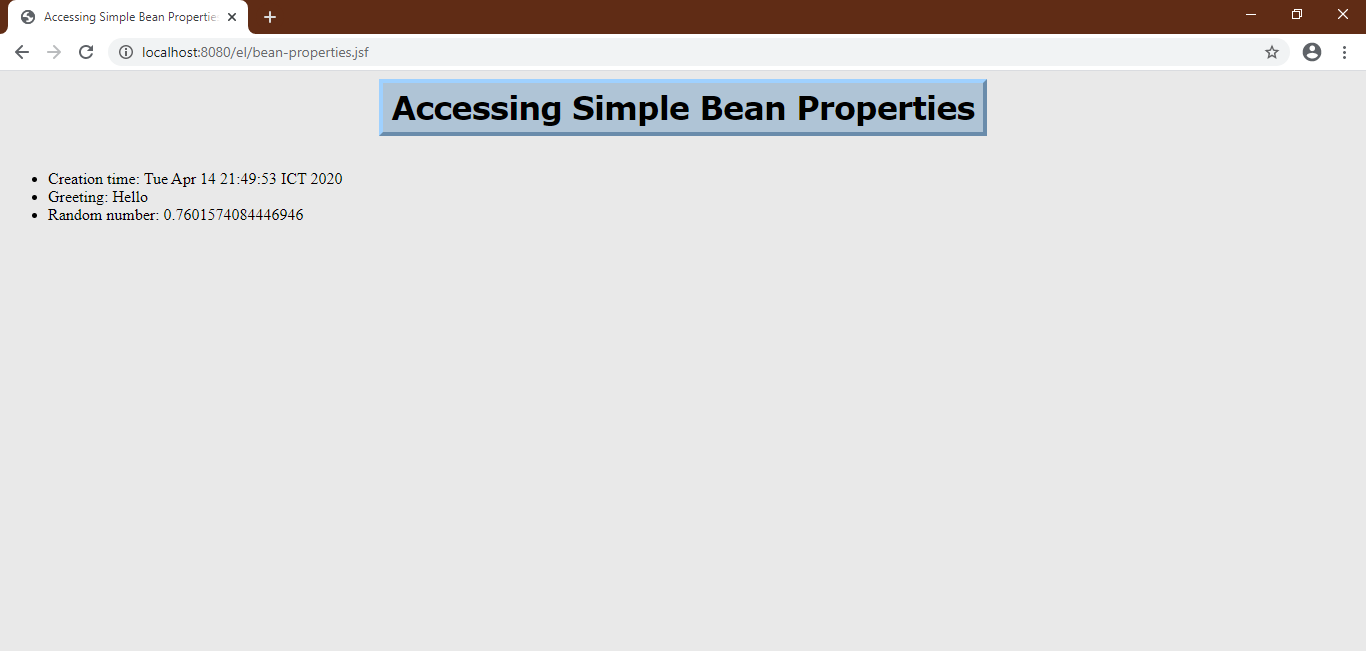 Accessing Simple Bean Propertie
localhost:8080/el/bean-properties.jsf
Accessing Simple Bean Properties
Creation time: Tue Apr 14 21:49:53 ICT 2020
Greeting: Hello
Random number: 0.7601574084446946